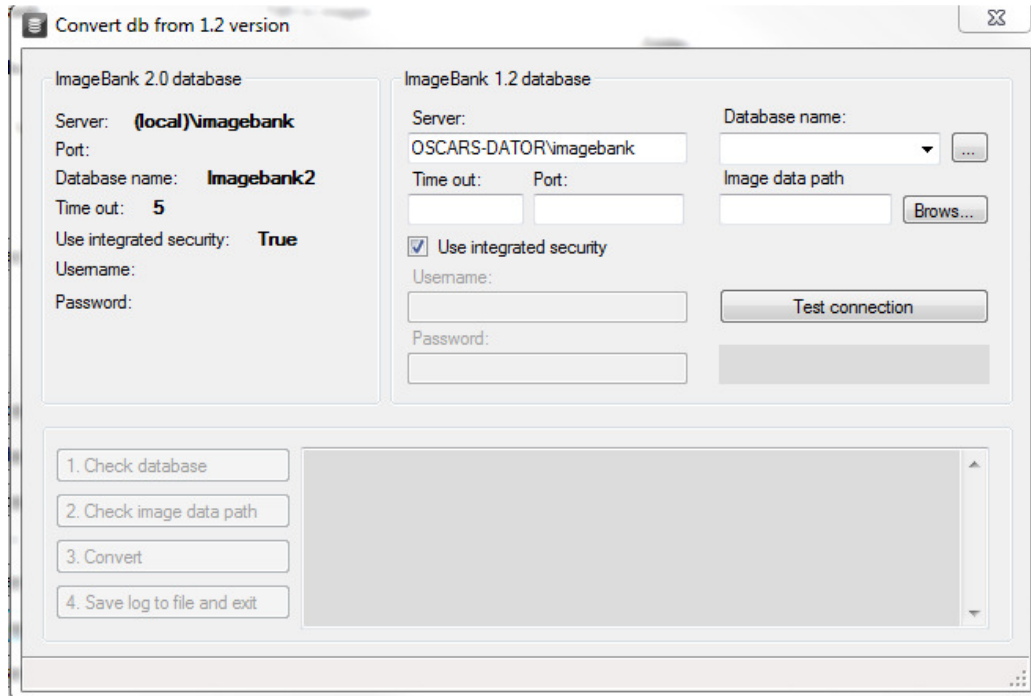 Convert db from 1.2 version
ImageBank 2.0 database
Server: (local)\imagebank
Port:
Database name: Imagebank2
Time out: 5
Use integrated security: True
Username:
Password:
ImageBank 1.2 database
Server:
OSCARS-DATOR\imagebank
Time out: Port:
Use integrated security
Username:
Password:
Database name:
...
Image data path
Brows...
Test connection
1. Check database
2. Check image data path
3. Convert
4. Save log to file and exit